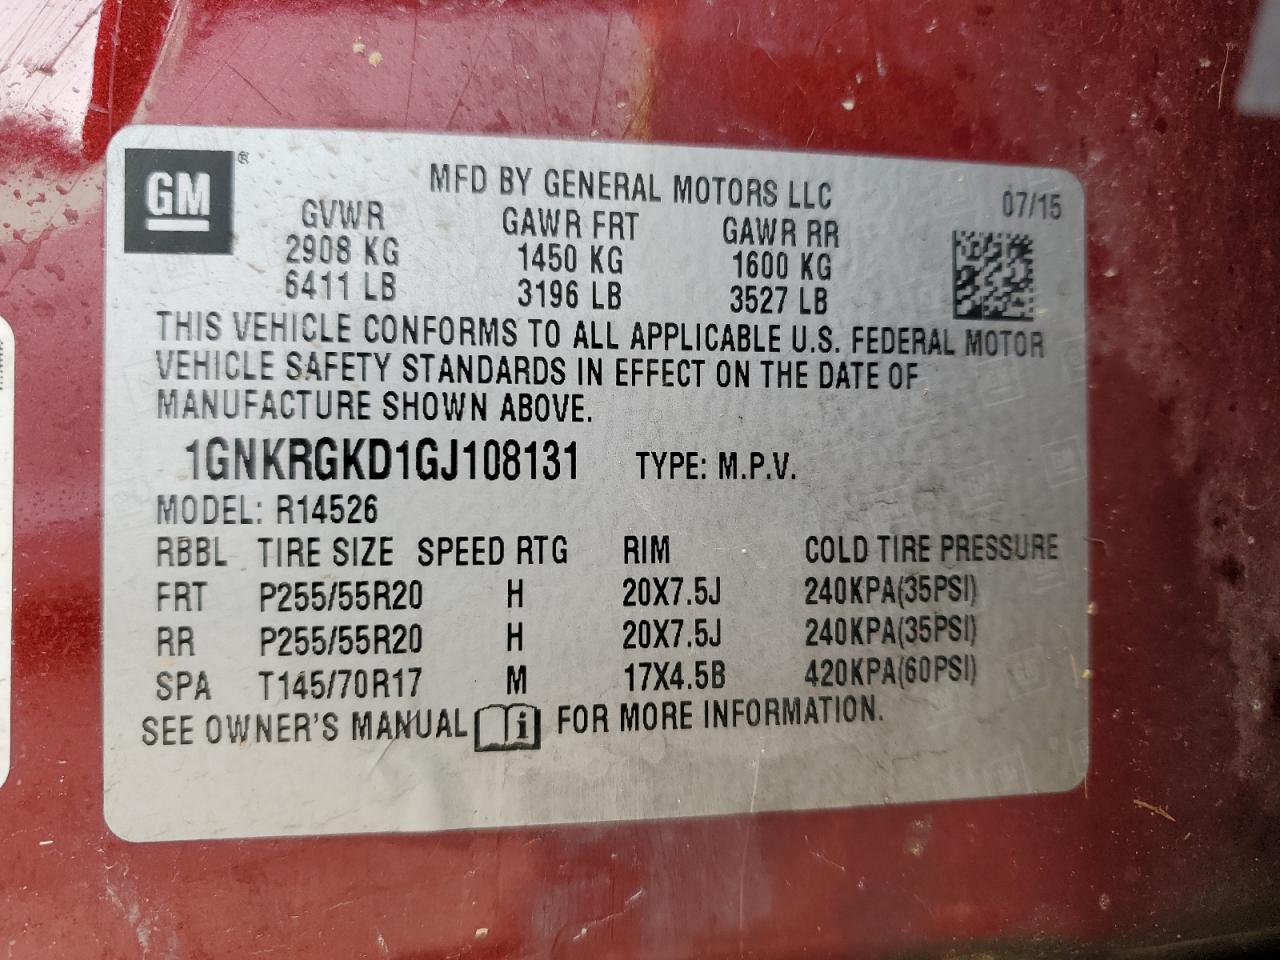 GM ®
MFD BY GENERAL MOTORS LLC 07/15
GVWR GAWR FRT GAWR RR
2908 KG 1450 KG 1600 KG
6411 LB 3196 LB 3527 LB
THIS VEHICLE CONFORMS TO ALL APPLICABLE U.S. FEDERAL MOTOR
VEHICLE SAFETY STANDARDS IN EFFECT ON THE DATE OF
MANUFACTURE SHOWN ABOVE.
1GNKRGKD1GJ108131 TYPE: M.P.V.
MODEL: R14526
RBBL TIRE SIZE SPEED RTG RIM COLD TIRE PRESSURE
FRT P255/55R20 H 20X7.5J 240KPA(35PSI)
RR P255/55R20 H 20X7.5J 240KPA(35PSI)
SPA T145/70R17 M 17X4.5B 420KPA(60PSI)
SEE OWNER'S MANUAL i FOR MORE INFORMATION.